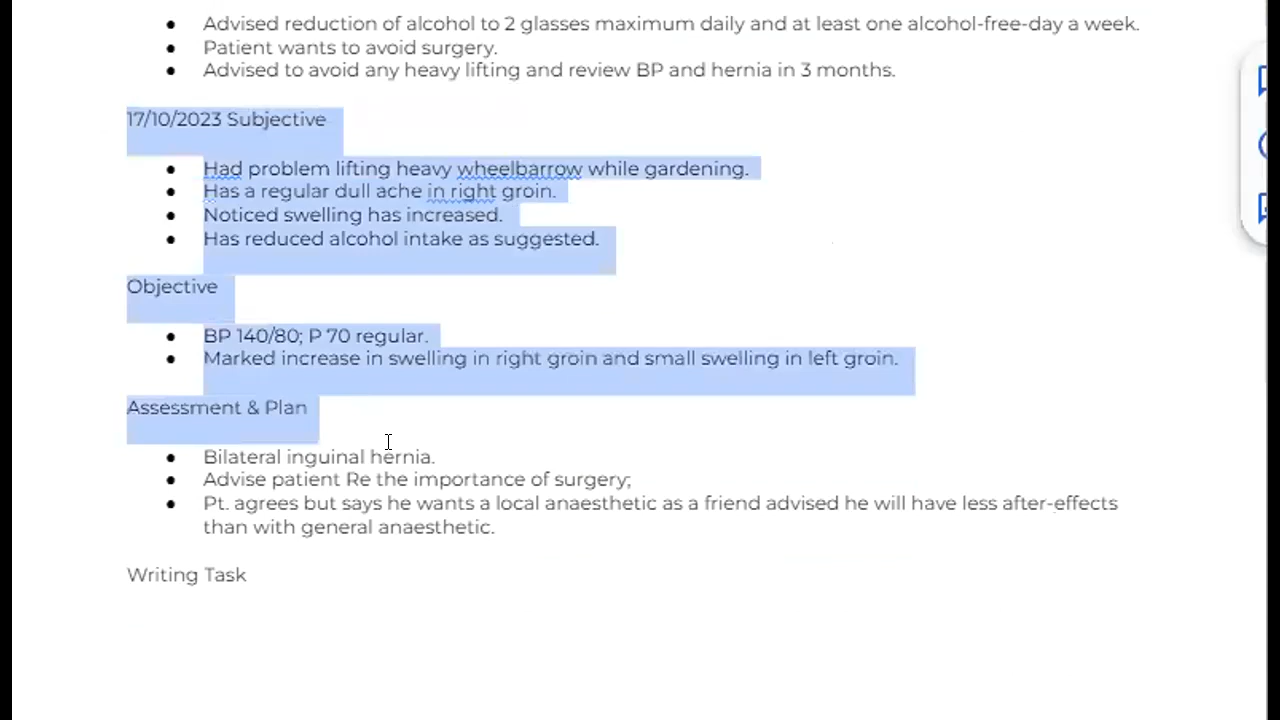 ● Advised reduction of alcohol to 2 glasses maximum daily and at least one alcohol-free-day a week.
● Patient wants to avoid surgery.
● Advised to avoid any heavy lifting and review BP and hernia in 3 months.
17/10/2023 Subjective
● Had problem lifting heavy wheelbarrow while gardening.
● Has a regular dull ache in right groin.
● Noticed swelling has increased.
● Has reduced alcohol intake as suggested.
Objective
● BP 140/80; P 70 regular.
● Marked increase in swelling in right groin and small swelling in left groin.
Assessment & Plan
● Bilateral inguinal hernia.
● Advise patient Re the importance of surgery;
● Pt. agrees but says he wants a local anaesthetic as a friend advised he will have less after-effects
than with general anaesthetic.
Writing Task